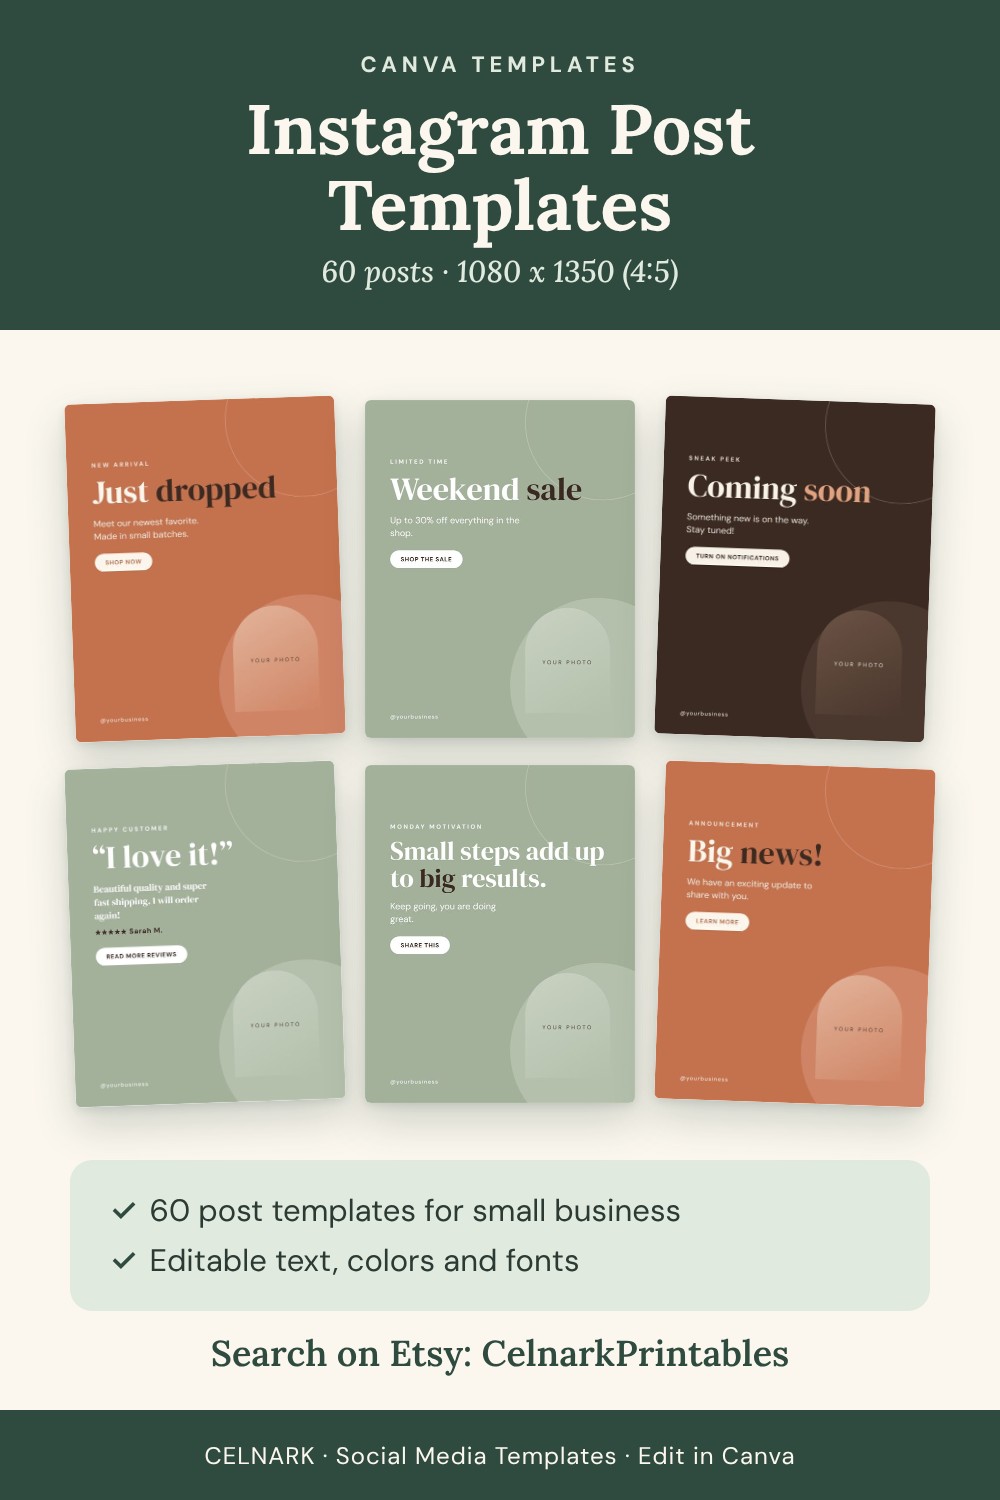 CANVA TEMPLATES
Instagram Post
Templates
60 posts · 1080 x 1350 (4:5)
NEW ARRIVAL
Just dropped
Meet our newest favorite.
Made in small batches.
SHOP NOW
YOUR PHOTO
@yourbusiness
LIMITED TIME
Weekend sale
Up to 30% off everything in the
shop.
SHOP THE SALE
YOUR PHOTO
@yourbusiness
SNEAK PEEK
Coming soon
Something new is on the way.
Stay tuned!
TURN ON NOTIFICATIONS
YOUR PHOTO
@yourbusiness
HAPPY CUSTOMER
“I love it!”
Beautiful quality and super
fast shipping. I will order
again!
★★★★★ Sarah M.
READ MORE REVIEWS
YOUR PHOTO
@yourbusiness
MONDAY MOTIVATION
Small steps add up
to big results.
Keep going, you are doing
great.
SHARE THIS
YOUR PHOTO
@yourbusiness
ANNOUNCEMENT
Big news!
We have an exciting update to
share with you.
LEARN MORE
YOUR PHOTO
@yourbusiness
✓ 60 post templates for small business
✓ Editable text, colors and fonts
Search on Etsy: CelnarkPrintables
CELNARK · Social Media Templates · Edit in Canva